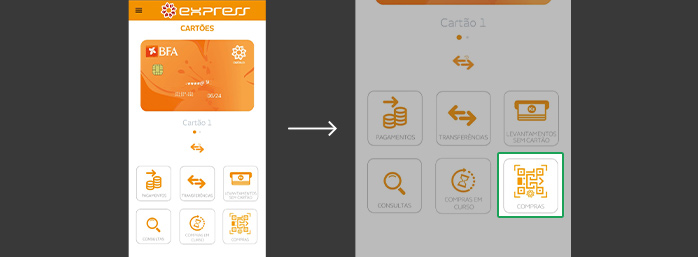 express
CARTÕES
BFA
00/24
Cartão 1
PAGAMENTOS
TRANSFERÊNCIAS
LEVANTAMENTOS
SEM CARTÃO
CONSULTAS
COMPRAS EM
CURSO
COMPRAS
Cartão 1
PAGAMENTOS
TRANSFERÊNCIAS
LEVANTAMENTOS
SEM CARTÃO
CONSULTAS
COMPRAS EM
CURSO
COMPRAS